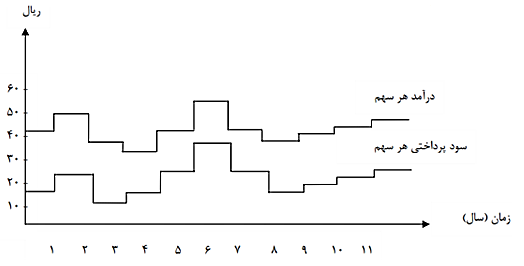 ریال
۶۰
۵۰
۴۰
۳۰
۲۰
۱۰
درآمد هر سهم
سود پرداختی هر سهم
زمان (سال)
۱ ۲ ۳ ۴ ۵ ۶ ۷ ۸ ۹ ۱۰ ۱۱